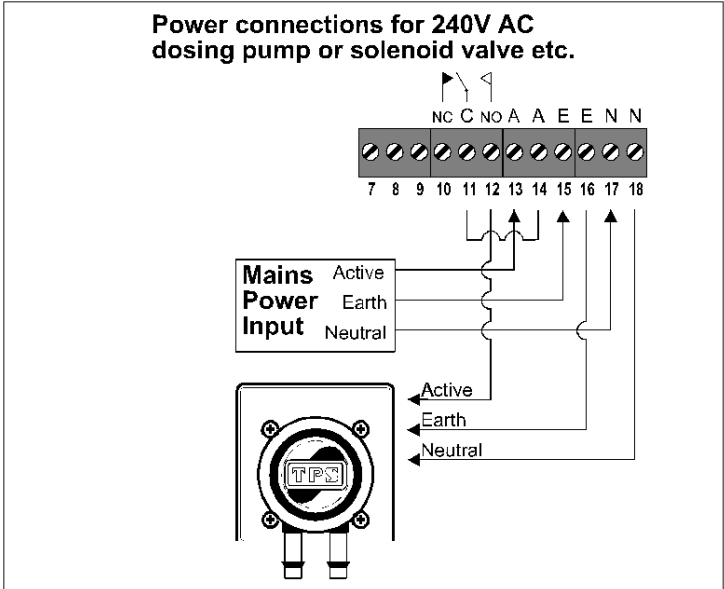 Power connections for 240V AC
dosing pump or solenoid valve etc.
NC C NO A A E E N N
7 8 9 10 11 12 13 14 15 16 17 18
Mains Power Input
Active
Earth
Neutral
Active
Earth
Neutral
TPS